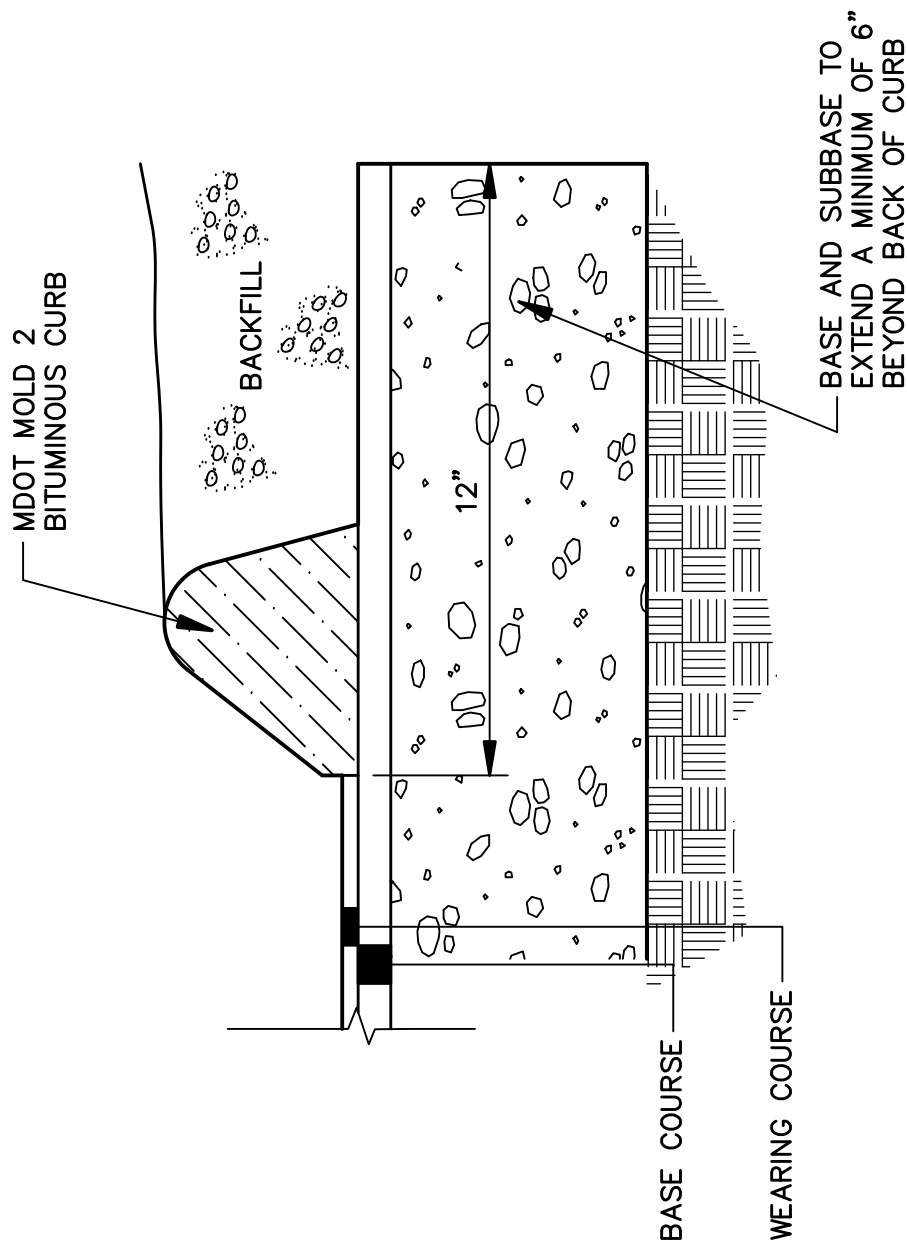 MDOT MOLD 2
BITUMINOUS CURB
BACKFILL
12"
BASE AND SUBBASE TO
EXTEND A MINIMUM OF 6"
BEYOND BACK OF CURB
BASE COURSE
WEARING COURSE